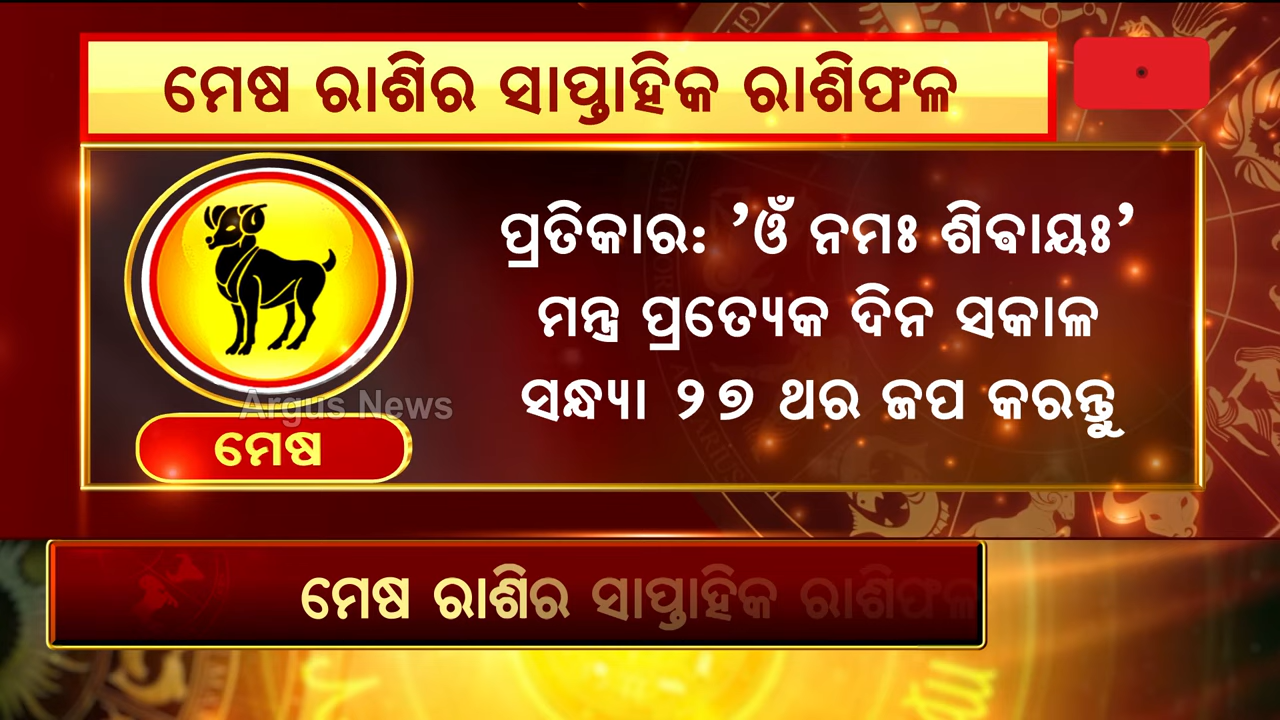 ମେଷ ରାଶିର ସାପ୍ତାହିକ ରାଶିଫଳ
ପ୍ରତିକାର: ’ଓଁ ନମଃ ଶିବାୟଃ’
ମନ୍ତ୍ର ପ୍ରତ୍ୟେକ ଦିନ ସକାଳ
ସନ୍ଧ୍ୟା ୨୭ ଥର ଜପ କରନ୍ତୁ
Argus News
ମେଷ
ମେଷ ରାଶିର ସାପ୍ତାହିକ ରାଶିଫଳ